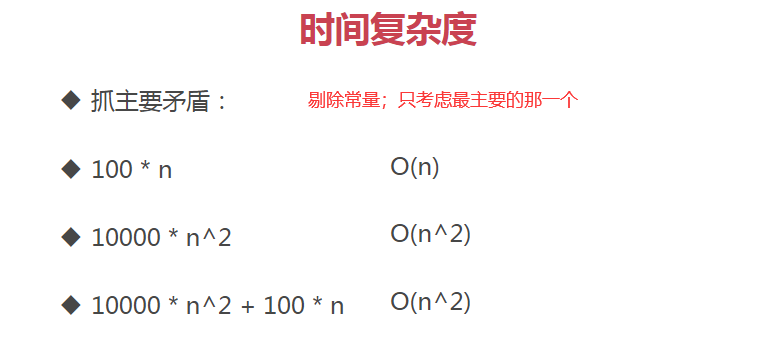 时间复杂度
◆ 抓主要矛盾： 剔除常量；只考虑最主要的那一个
◆ 100 * n O(n)
◆ 10000 * n^2 O(n^2)
◆ 10000 * n^2 + 100 * n O(n^2)